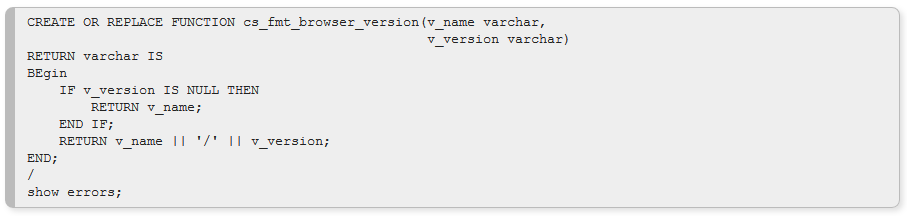 CREATE OR REPLACE FUNCTION cs_fmt_browser_version(v_name varchar,
                                                  v_version varchar)
RETURN varchar IS
BEgin
    IF v_version IS NULL THEN
        RETURN v_name;
    END IF;
    RETURN v_name || '/' || v_version;
END;
/
show errors;